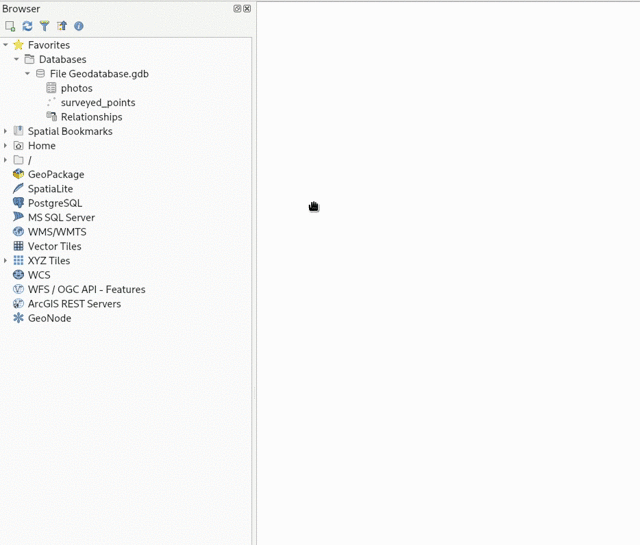 Browser
Favorites
Databases
File Geodatabase.gdb
photos
surveyed_points
Relationships
Spatial Bookmarks
Home
/
GeoPackage
SpatiaLite
PostgreSQL
MS SQL Server
WMS/WMTS
Vector Tiles
XYZ Tiles
WCS
WFS / OGC API - Features
ArcGIS REST Servers
GeoNode